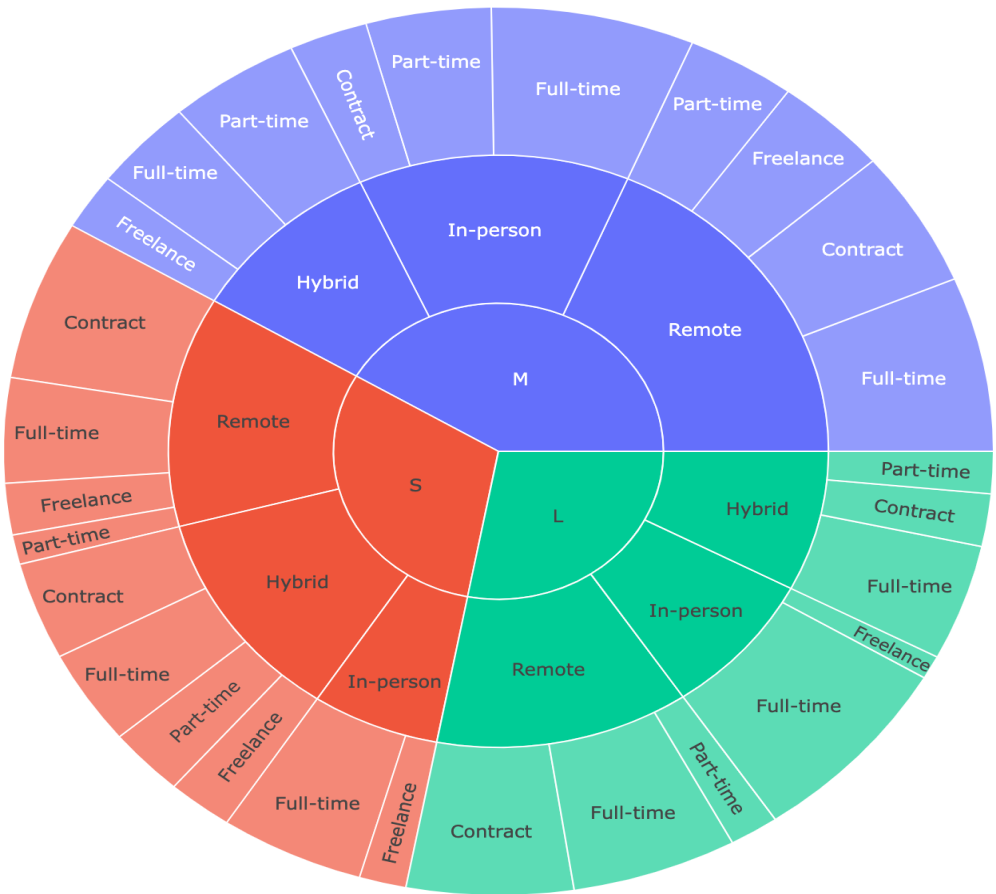 Part-time
Full-time
Contract
Part-time
Part-time
Freelance
Full-time
Freelance
In-person
Contract
Hybrid
Remote
Full-time
M
Contract
Remote
Full-time
S
L
Hybrid
Part-time
Freelance
Contract
Part-time
Hybrid
In-person
Full-time
Contract
Freelance
Full-time
Remote
In-person
Part-time
Full-time
Freelance
Part-time
Full-time
Full-time
Contract
Freelance